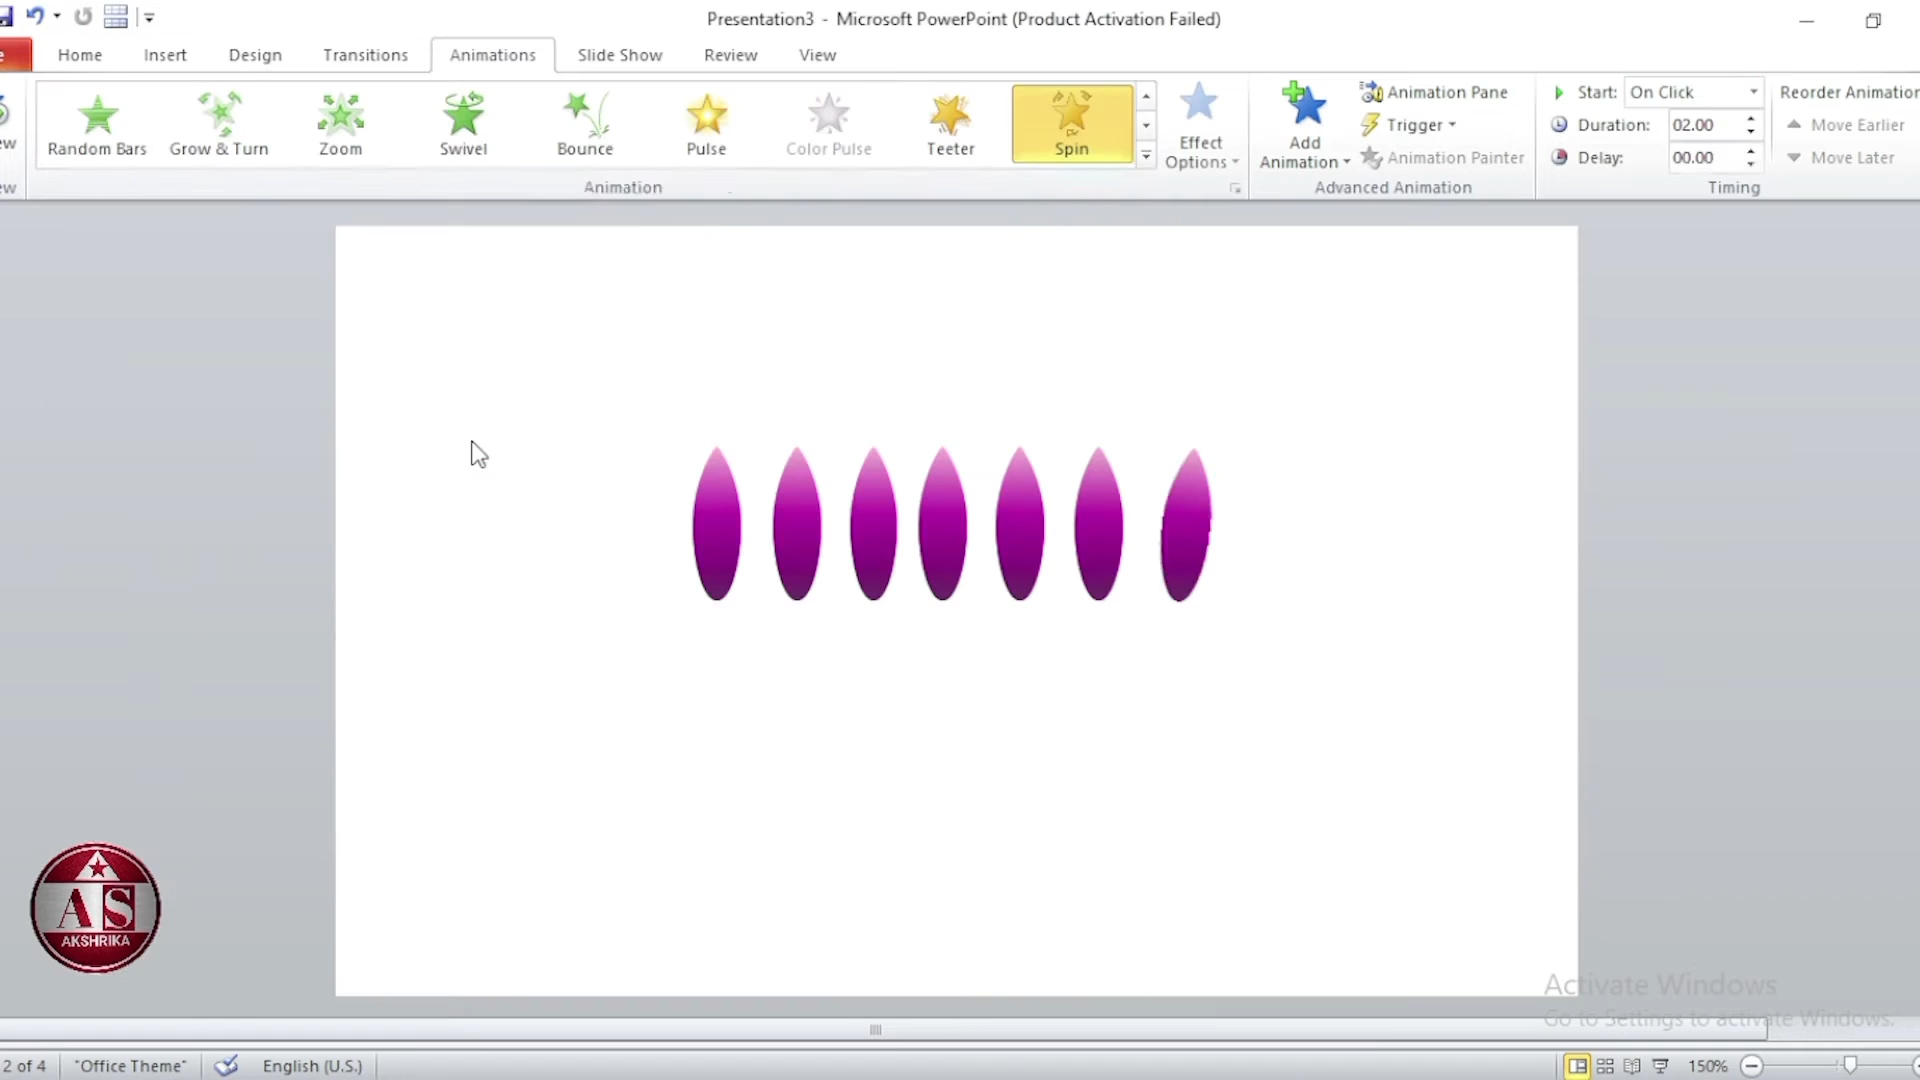 Presentation3 - Microsoft PowerPoint (Product Activation Failed)
Home Insert Design Transitions Animations Slide Show Review View
Random Bars Grow & Turn Zoom Swivel Bounce Pulse Color Pulse Teeter Spin
Effect Options
Add Animation
Animation Pane
Trigger
Animation Painter
Start: On Click
Duration: 02.00
Delay: 00.00
Reorder Animation
Move Earlier
Move Later
Animation Advanced Animation Timing
AS
AKSHRIKA
Activate Windows
Go to Settings to activate Windows.
2 of 4 "Office Theme" English (U.S.) 150%